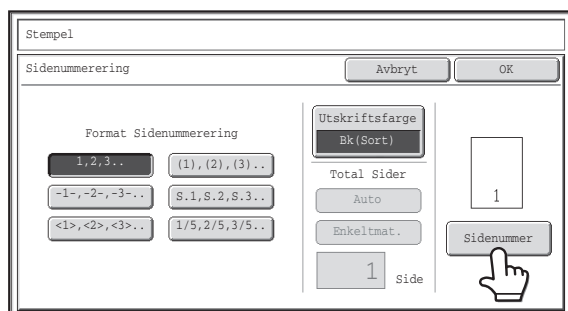 Stempel
Sidenummerering
Avbryt
OK
Format Sidenummerering
1,2,3..
(1),(2),(3)..
-1-,-2-,-3-..
S.1,S.2,S.3..
<1>,<2>,<3>..
1/5,2/5,3/5..
Utskriftsfarge
Bk(Sort)
Total Sider
Auto
Enkeltmat.
1 Side
1
Sidenummer